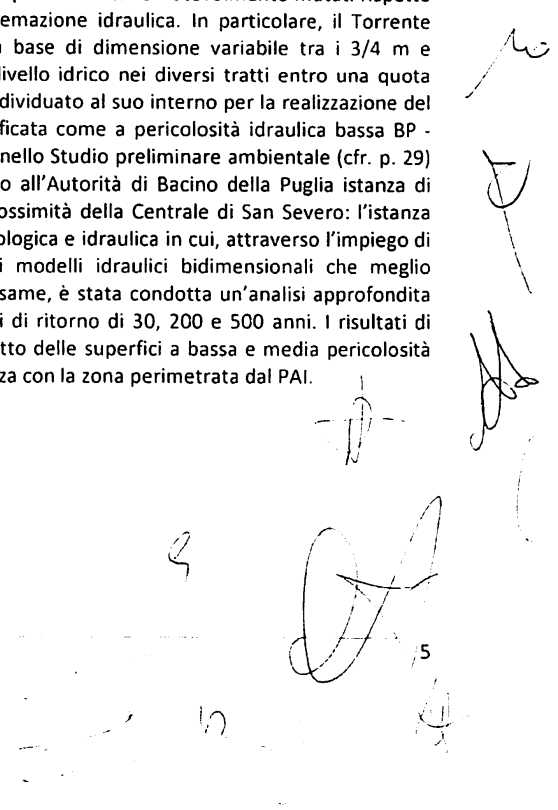 emazione idraulica. In particolare, il Torrente
base di dimensione variabile tra i 3/4 m e
ivello idrico nei diversi tratti entro una quota
dividuato al suo interno per la realizzazione del
ficata come a pericolosità idraulica bassa BP -
nello Studio preliminare ambientale (cfr. p. 29)
o all'Autorità di Bacino della Puglia istanza di
ossimità della Centrale di San Severo: l'istanza
ologica e idraulica in cui, attraverso l'impiego di
i modelli idraulici bidimensionali che meglio
same, è stata condotta un'analisi approfondita
i di ritorno di 30, 200 e 500 anni. I risultati di
tto delle superfici a bassa e media pericolosità
za con la zona perimetrata dal PAI.
5